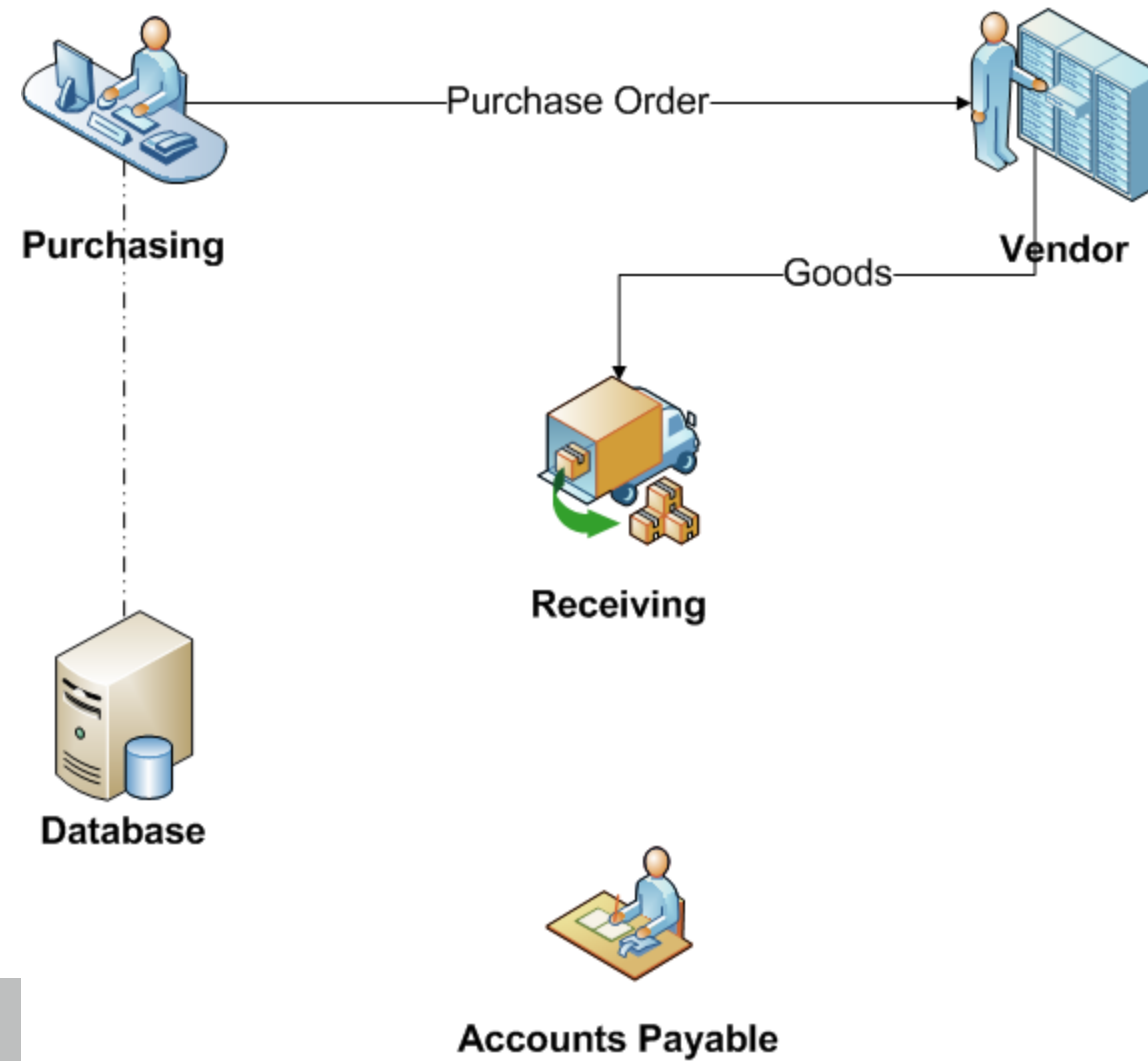 Purchase Order
Purchasing
Vendor
Goods
Receiving
Database
Accounts Payable